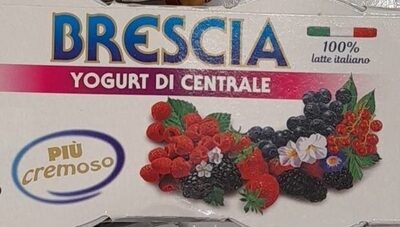 BRESCIA
100%
latte italiano
YOGURT DI CENTRALE
PIÙ
cremoso